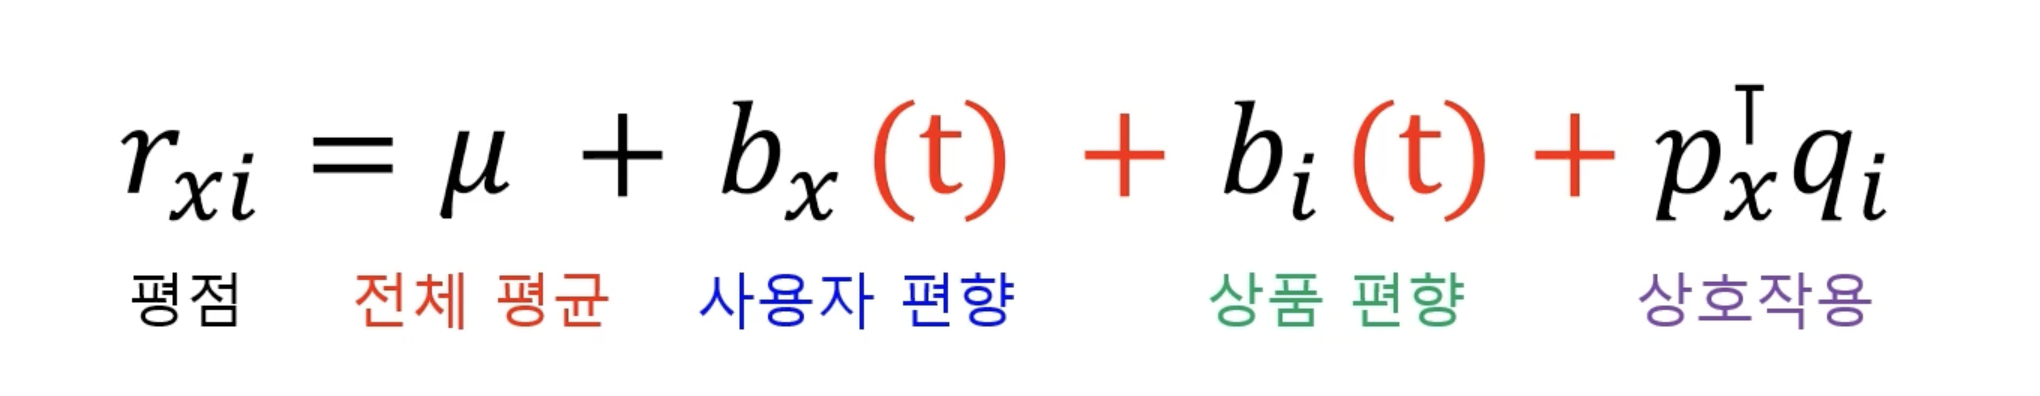 r_{xi} = μ + b_x (t) + b_i (t) + p_x^⊤ q_i
평점 전체 평균 사용자 편향 상품 편향 상호작용